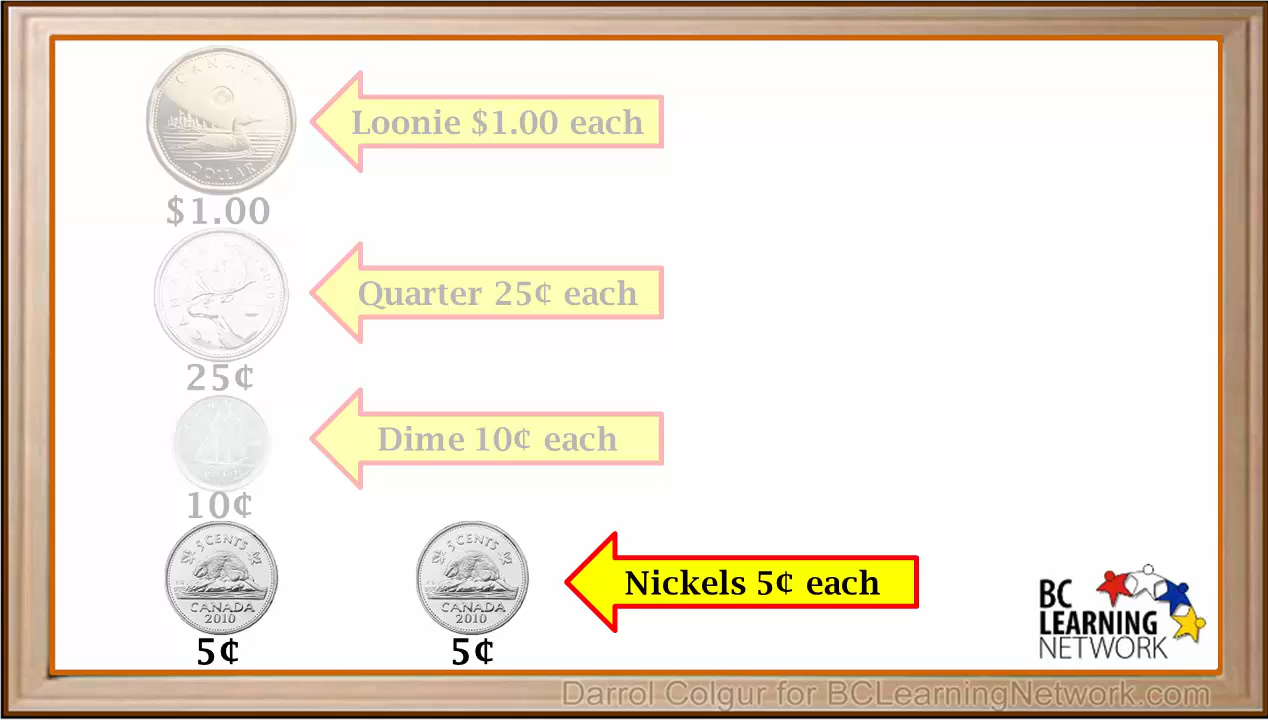 CANADA
DOLLAR
Loonie $1.00 each
$1.00
Quarter 25¢ each
25¢
Dime 10¢ each
10¢
5 CENTS
CANADA
2010
5¢
5 CENTS
CANADA
2010
5¢
Nickels 5¢ each
BC
LEARNING
NETWORK
Darrol Colgur for BCLearningNetwork.com